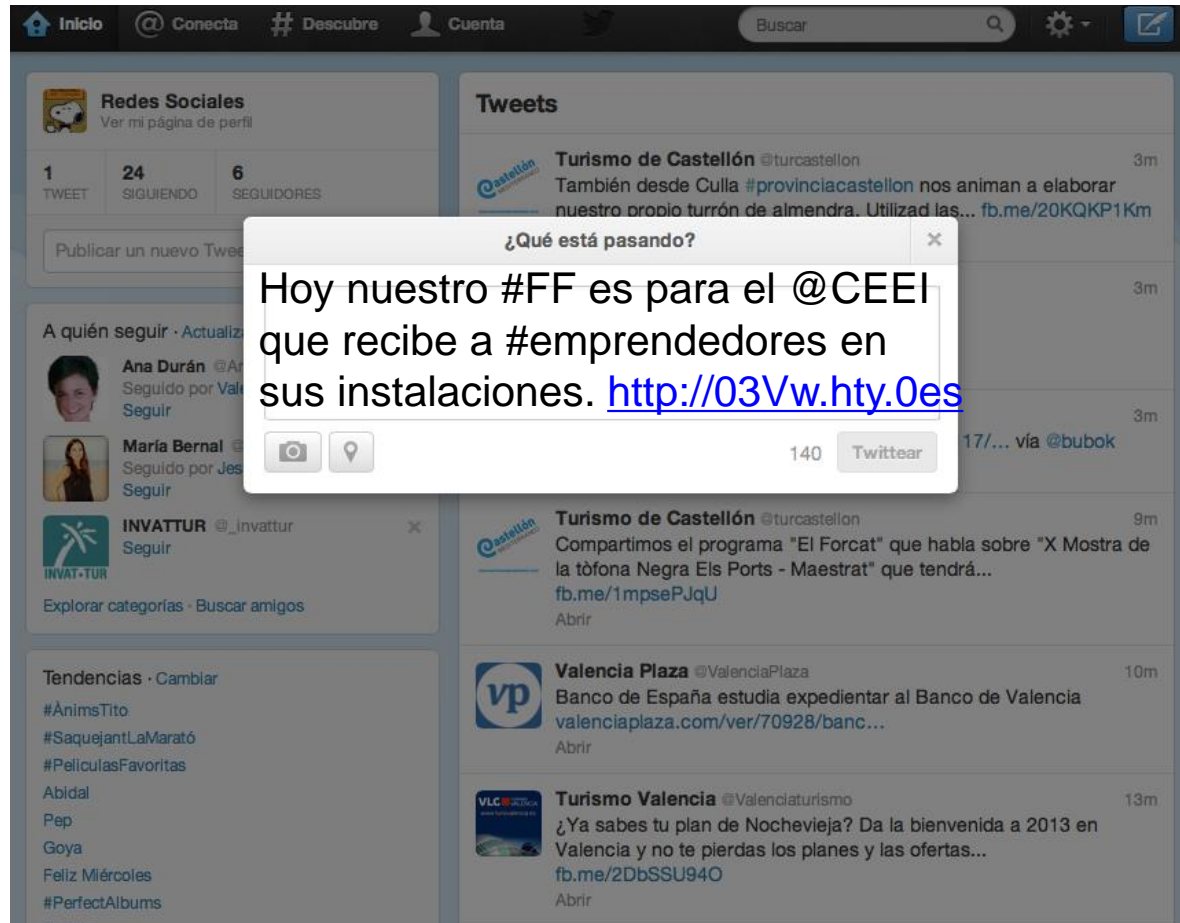 Inicio @ Conecta # Descubre Cuenta Buscar
Redes Sociales
Ver mi página de perfil
1 24 6
TWEET SIGUIENDO SEGUIDORES
Publicar un nuevo Twee
A quién seguir · Actualiza
Ana Durán @Ar
Seguido por Vale
Seguir
María Bernal @
Seguido por Jes
Seguir
INVATTUR @_invattur ×
Seguir
INVAT·TUR
Explorar categorías · Buscar amigos
Tendencias · Cambiar
#ÀnimsTito
#SaquejantLaMarató
#PeliculasFavoritas
Abidal
Pep
Goya
Feliz Miércoles
#PerfectAlbums
¿Qué está pasando? ×
Hoy nuestro #FF es para el @CEEI
que recibe a #emprendedores en
sus instalaciones. http://03Vw.hty.0es
140 Twittear
Tweets
Castellón
Turismo de Castellón @turcastellon 3m
También desde Culla #provinciacastellon nos animan a elaborar
nuestro propio turrón de almendra. Utilizad las... fb.me/20KQKP1Km
3m
3m
17/... vía @bubok
Castellón
Turismo de Castellón @turcastellon 9m
Compartimos el programa "El Forcat" que habla sobre "X Mostra de
la tòfona Negra Els Ports - Maestrat" que tendrá...
fb.me/1mpsePJqU
Abrir
vp
Valencia Plaza @ValenciaPlaza 10m
Banco de España estudia expedientar al Banco de Valencia
valenciaplaza.com/ver/70928/banc...
Abrir
VLC
Turismo Valencia @Valenciaturismo 13m
¿Ya sabes tu plan de Nochevieja? Da la bienvenida a 2013 en
Valencia y no te pierdas los planes y las ofertas...
fb.me/2DbSSU94O
Abrir